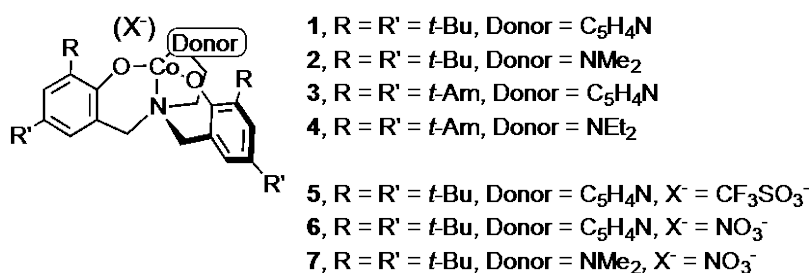 (X⁻)
Donor
R
O
Co
O
R
N
R'
R'
1, R = R' = t-Bu, Donor = C₅H₄N
2, R = R' = t-Bu, Donor = NMe₂
3, R = R' = t-Am, Donor = C₅H₄N
4, R = R' = t-Am, Donor = NEt₂
5, R = R' = t-Bu, Donor = C₅H₄N, X⁻ = CF₃SO₃⁻
6, R = R' = t-Bu, Donor = C₅H₄N, X⁻ = NO₃⁻
7, R = R' = t-Bu, Donor = NMe₂, X⁻ = NO₃⁻